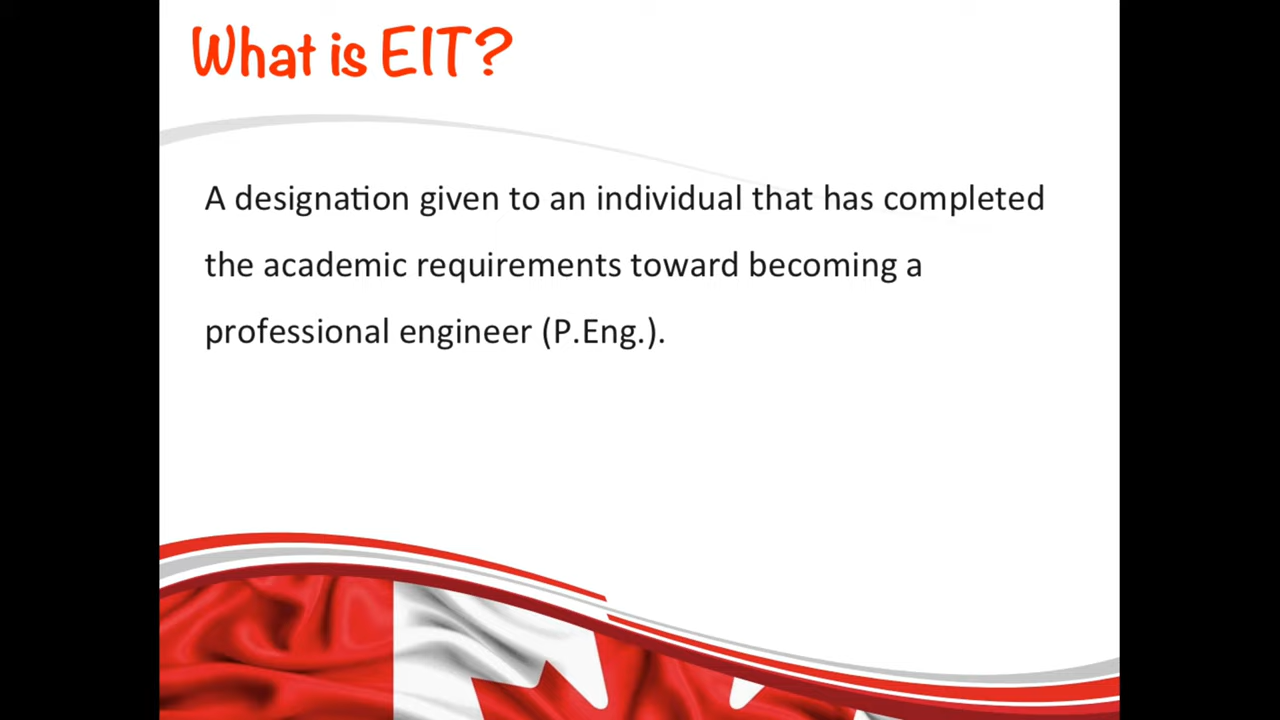 What is EIT?
A designation given to an individual that has completed
the academic requirements toward becoming a
professional engineer (P.Eng.).